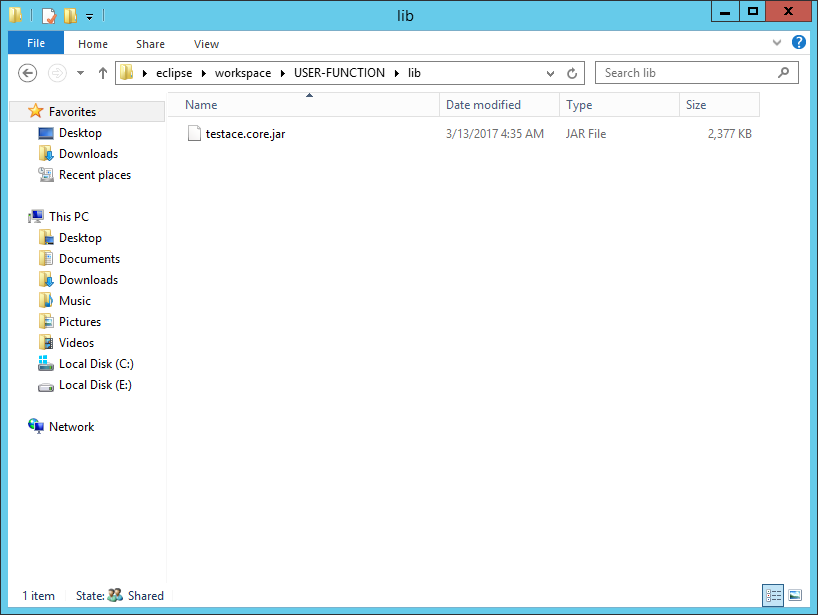 lib
File Home Share View
eclipse workspace USER-FUNCTION lib Search lib
Name Date modified Type Size
testace.core.jar 3/13/2017 4:35 AM JAR File 2,377 KB
Favorites
Desktop
Downloads
Recent places
This PC
Desktop
Documents
Downloads
Music
Pictures
Videos
Local Disk (C:)
Local Disk (E:)
Network
1 item State: Shared